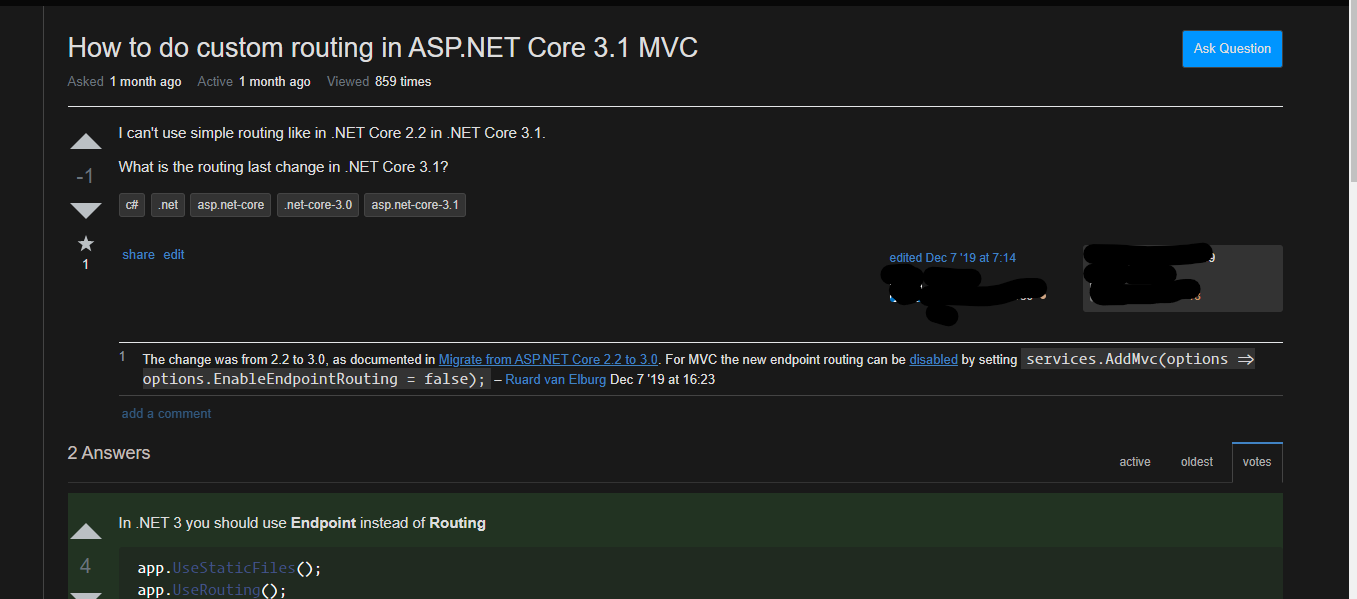 How to do custom routing in ASP.NET Core 3.1 MVC
Ask Question
Asked 1 month ago Active 1 month ago Viewed 859 times
I can't use simple routing like in .NET Core 2.2 in .NET Core 3.1.
-1
What is the routing last change in .NET Core 3.1?
c# .net asp.net-core .net-core-3.0 asp.net-core-3.1
1
share edit
edited Dec 7 '19 at 7:14
1 The change was from 2.2 to 3.0, as documented in Migrate from ASP.NET Core 2.2 to 3.0. For MVC the new endpoint routing can be disabled by setting services.AddMvc(options ⇒
options.EnableEndpointRouting = false); – Ruard van Elburg Dec 7 '19 at 16:23
add a comment
2 Answers
active oldest votes
In .NET 3 you should use Endpoint instead of Routing
4
app.UseStaticFiles();
app.UseRouting();